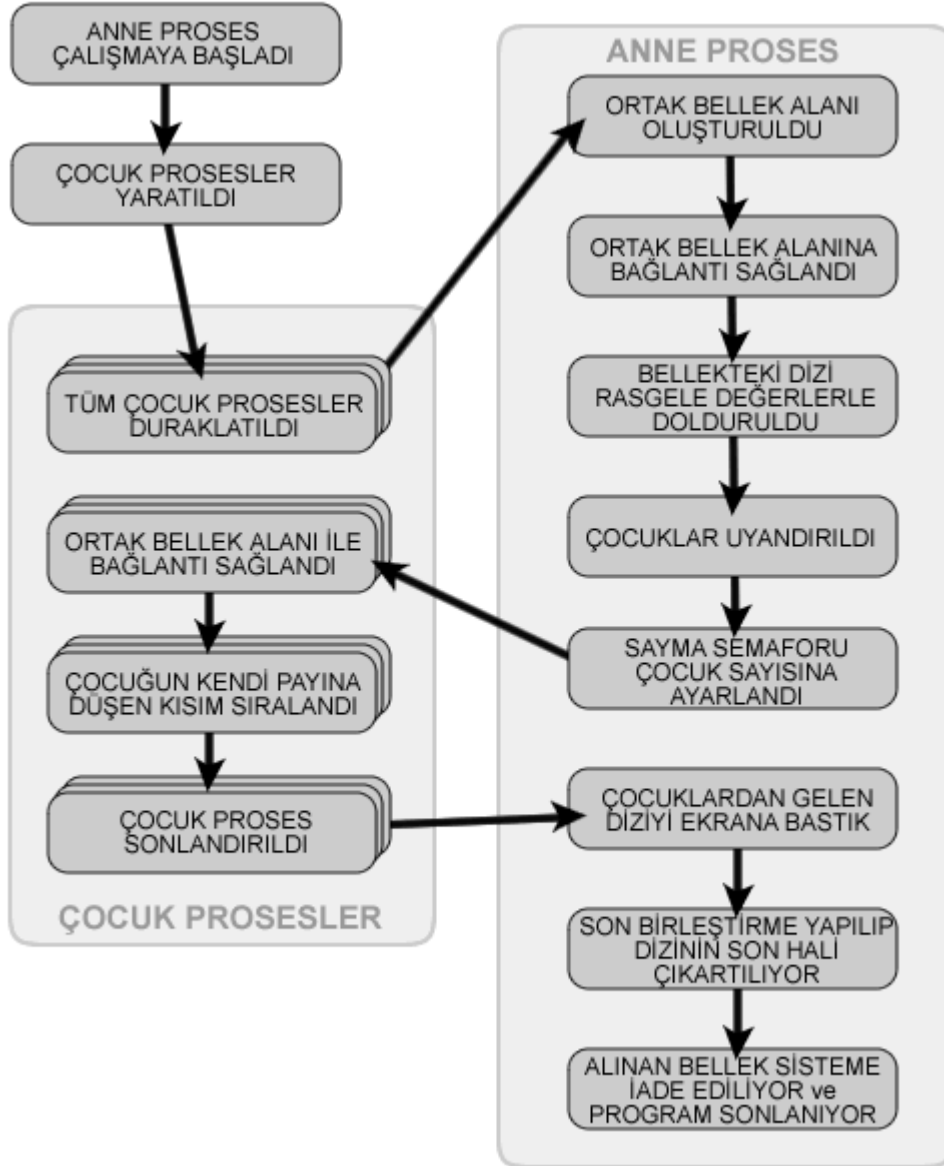 ANNE PROSES
ÇALIŞMAYA BAŞLADI
ÇOCUK PROSESLER
YARATILDI
TÜM ÇOCUK PROSESLER
DURAKLATILDI
ORTAK BELLEK ALANI İLE
BAĞLANTI SAĞLANDI
ÇOCUĞUN KENDİ PAYINA
DÜŞEN KISIM SIRALANDI
ÇOCUK PROSES
SONLANDIRILDI
ÇOCUK PROSESLER
ANNE PROSES
ORTAK BELLEK ALANI
OLUŞTURULDU
ORTAK BELLEK ALANINA
BAĞLANTI SAĞLANDI
BELLEKTEKİ DİZİ
RASGELE DEĞERLERLE
DOLDURULDU
ÇOCUKLAR UYANDIRILDI
SAYMA SEMAFORU
ÇOCUK SAYISINA
AYARLANDI
ÇOCUKLARDAN GELEN
DİZİYİ EKRANA BASTIK
SON BİRLEŞTİRME YAPILIP
DİZİNİN SON HALİ
ÇIKARTILIYOR
ALINAN BELLEK SİSTEME
İADE EDİLİYOR ve
PROGRAM SONLANIYOR